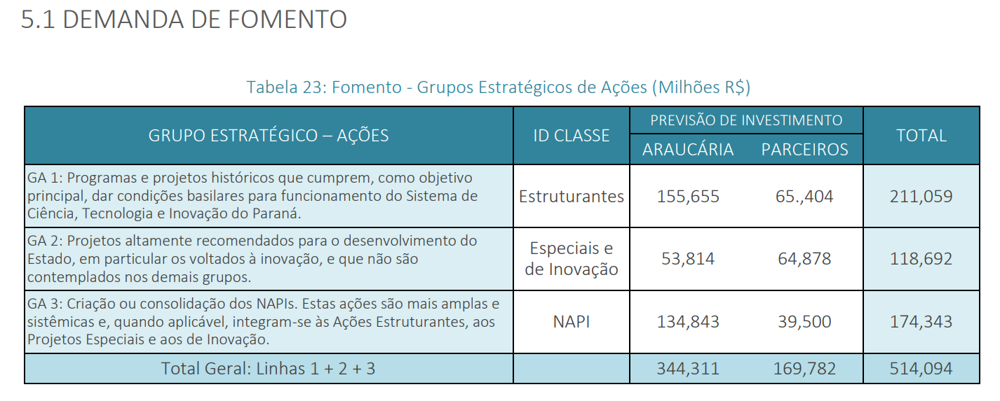 5.1 DEMANDA DE FOMENTO
Tabela 23: Fomento - Grupos Estratégicos de Ações (Milhões R$)
GRUPO ESTRATÉGICO – AÇÕES
ID CLASSE
PREVISÃO DE INVESTIMENTO
ARAUCÁRIA
PARCEIROS
TOTAL
GA 1: Programas e projetos históricos que cumprem, como objetivo
principal, dar condições basilares para funcionamento do Sistema de
Ciência, Tecnologia e Inovação do Paraná.
Estruturantes
155,655
65.,404
211,059
GA 2: Projetos altamente recomendados para o desenvolvimento do
Estado, em particular os voltados à inovação, e que não são
contemplados nos demais grupos.
Especiais e
de Inovação
53,814
64,878
118,692
GA 3: Criação ou consolidação dos NAPIs. Estas ações são mais amplas e
sistêmicas e, quando aplicável, integram-se às Ações Estruturantes, aos
Projetos Especiais e aos de Inovação.
NAPI
134,843
39,500
174,343
Total Geral: Linhas 1 + 2 + 3
344,311
169,782
514,094